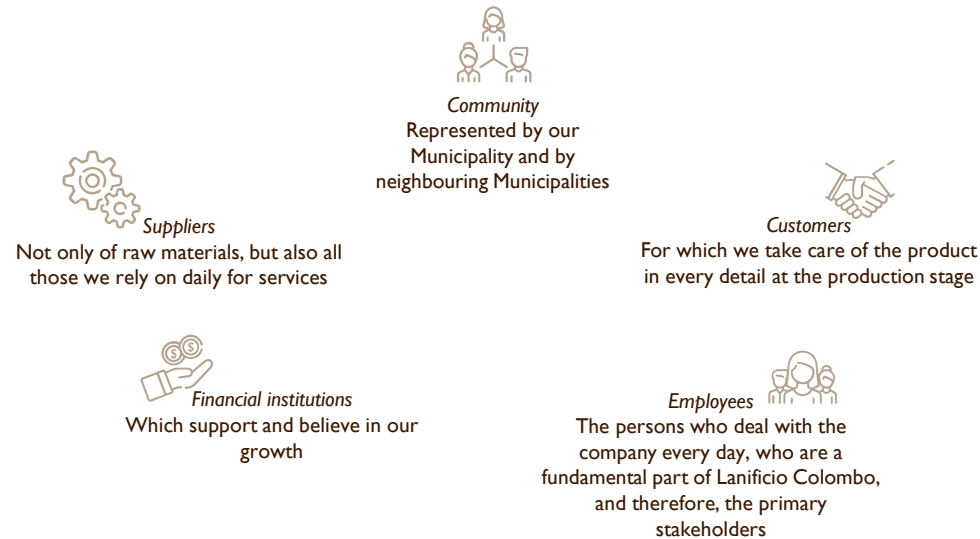 Community
Represented by our
Municipality and by
neighbouring Municipalities
Suppliers
Not only of raw materials, but also all
those we rely on daily for services
Customers
For which we take care of the product
in every detail at the production stage
Financial institutions
Which support and believe in our
growth
Employees
The persons who deal with the
company every day, who are a
fundamental part of Lanificio Colombo,
and therefore, the primary
stakeholders